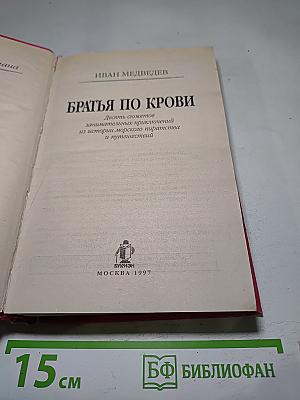 ИВАН МЕДВЕДЕВ
БРАТЬЯ ПО КРОВИ
Десять сюжетов
занимательных приключений
из истории морского пиратства
и путешествий
БУКМЭН
МОСКВА 1997
15 см
БФ БИБЛИОФАН